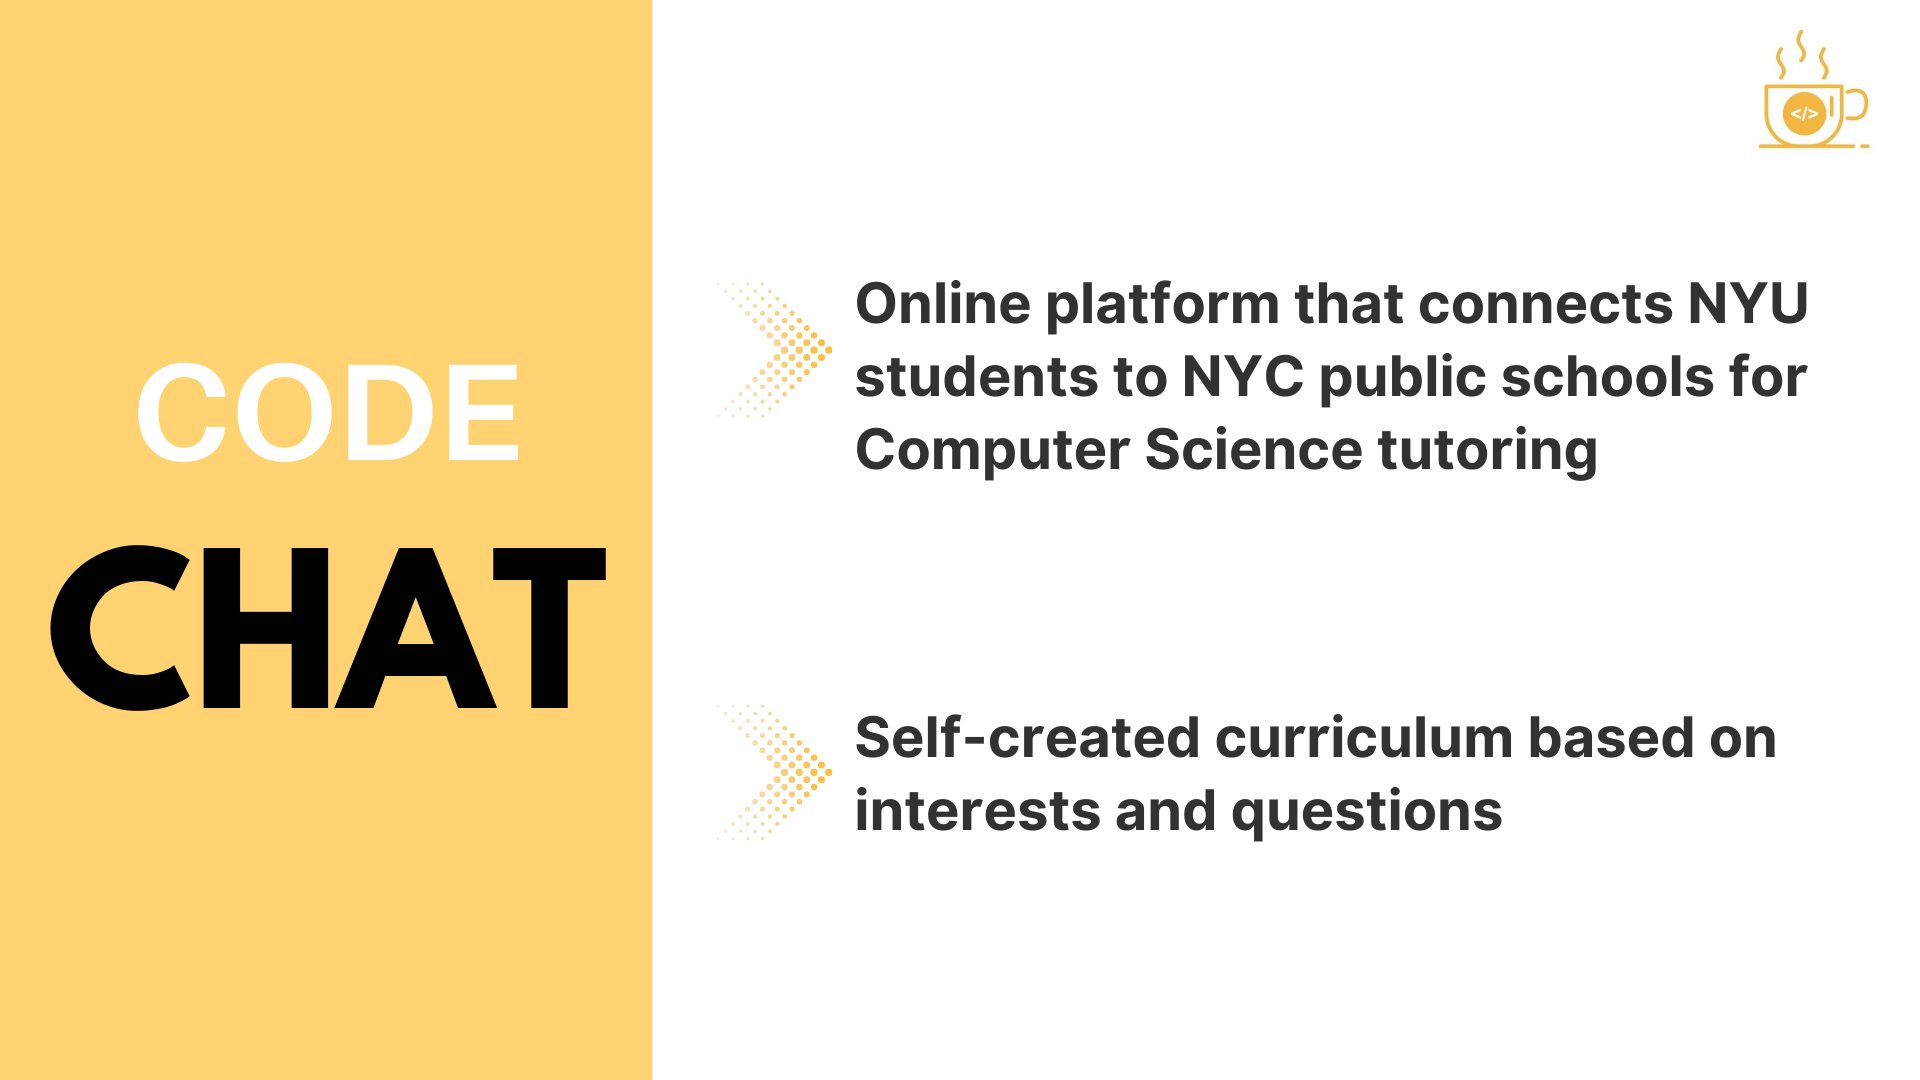 CODE
CHAT
</>
Online platform that connects NYU
students to NYC public schools for
Computer Science tutoring
Self-created curriculum based on
interests and questions